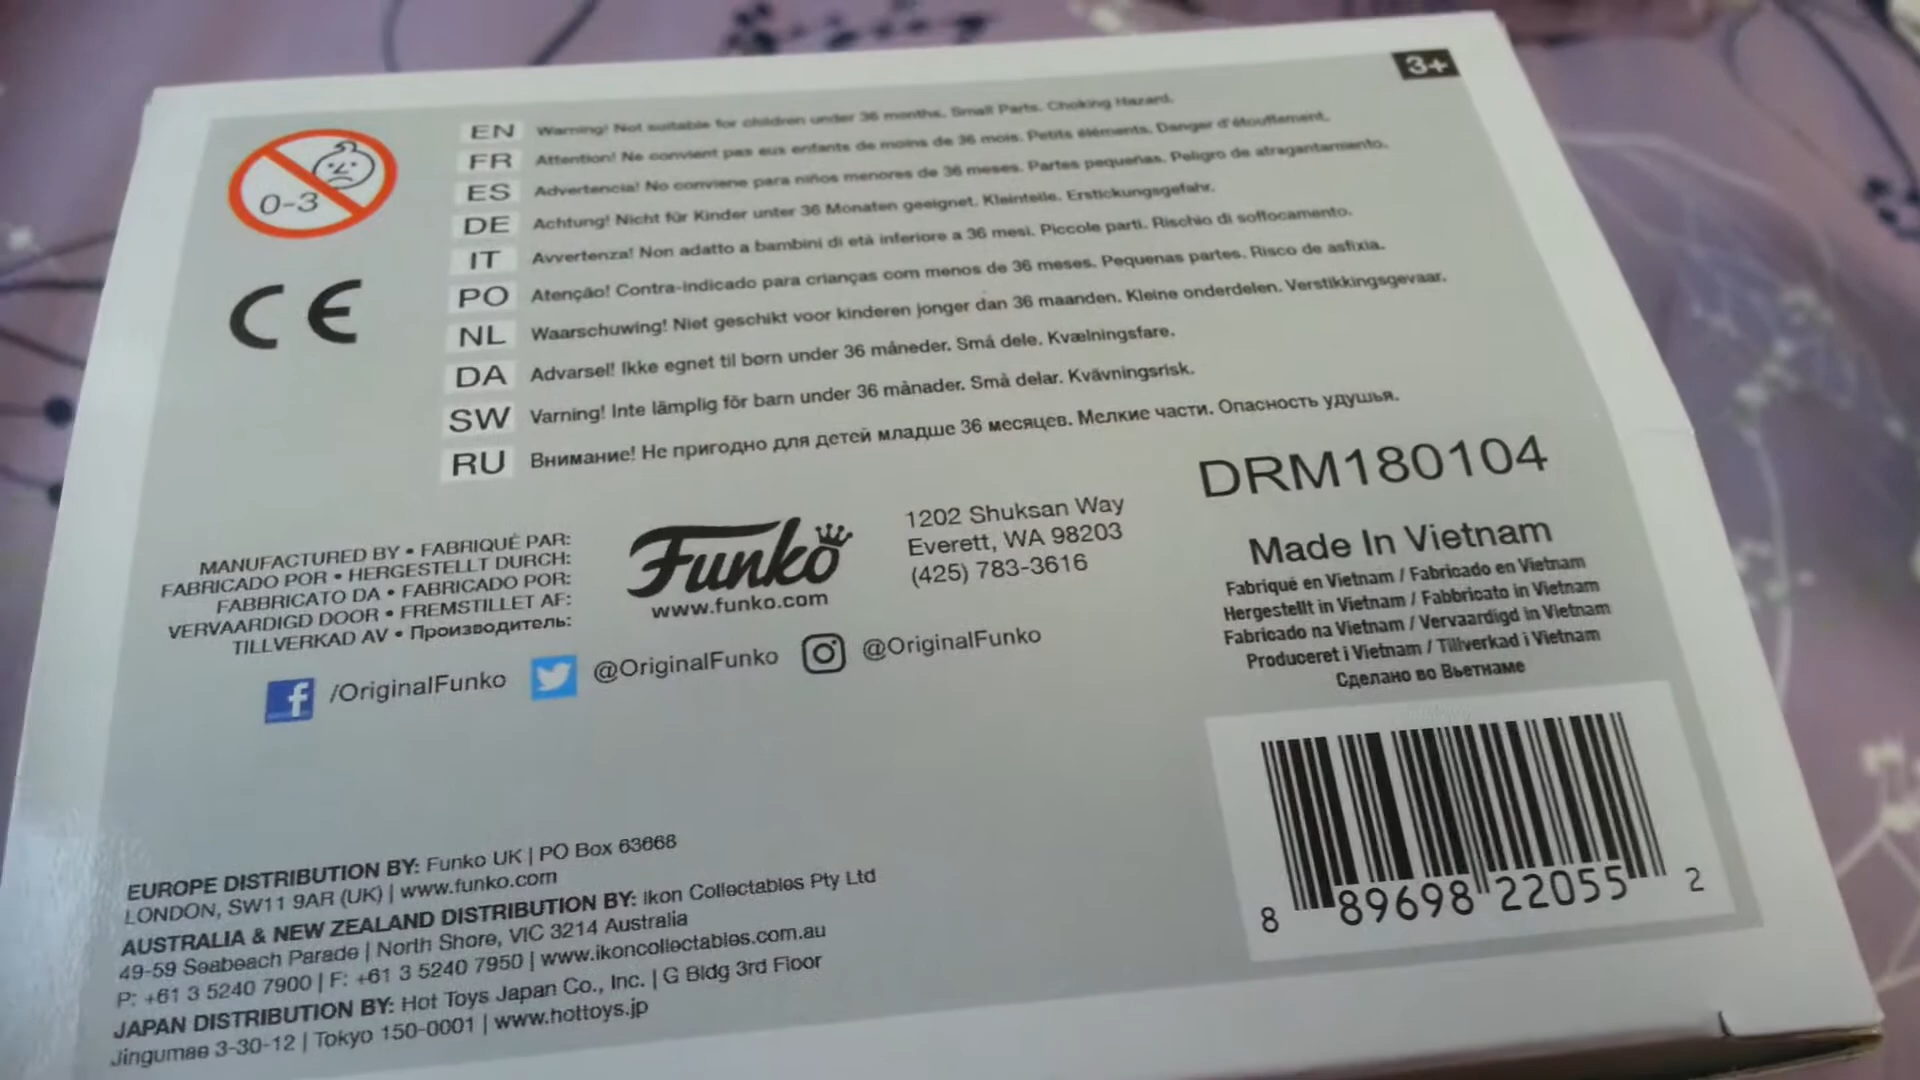 3+
0-3
CE
EN Warning! Not suitable for children under 36 months. Small Parts. Choking Hazard.
FR Attention! Ne convient pas aux enfants de moins de 36 mois. Petits éléments. Danger d'étouffement.
ES Advertencia! No conviene para niños menores de 36 meses. Partes pequeñas. Peligro de atragantamiento.
DE Achtung! Nicht für Kinder unter 36 Monaten geeignet. Kleinteile. Erstickungsgefahr.
IT Avvertenza! Non adatto a bambini di età inferiore a 36 mesi. Piccole parti. Rischio di soffocamento.
PO Atenção! Contra-indicado para crianças com menos de 36 meses. Pequenas partes. Risco de asfixia.
NL Waarschuwing! Niet geschikt voor kinderen jonger dan 36 maanden. Kleine onderdelen. Verstikkingsgevaar.
DA Advarsel! Ikke egnet til børn under 36 måneder. Små dele. Kvælningsfare.
SW Varning! Inte lämplig för barn under 36 månader. Små delar. Kvävningsrisk.
RU Внимание! Не пригодно для детей младше 36 месяцев. Мелкие части. Опасность удушья.
MANUFACTURED BY • FABRIQUÉ PAR:
FABRICADO POR • HERGESTELLT DURCH:
FABBRICATO DA • FABRICADO POR:
VERVAARDIGD DOOR • FREMSTILLET AF:
TILLVERKAD AV • Производитель:
Funko
www.funko.com
1202 Shuksan Way
Everett, WA 98203
(425) 783-3616
/OriginalFunko @OriginalFunko @OriginalFunko
DRM180104
Made In Vietnam
Fabriqué en Vietnam / Fabricado en Vietnam
Hergestellt in Vietnam / Fabbricato in Vietnam
Fabricado na Vietnam / Vervaardigd in Vietnam
Produceret i Vietnam / Tillverkad i Vietnam
Сделано во Вьетнаме
8 89698 22055 2
EUROPE DISTRIBUTION BY: Funko UK | PO Box 63668
LONDON, SW11 9AR (UK) | www.funko.com
AUSTRALIA & NEW ZEALAND DISTRIBUTION BY: Ikon Collectables Pty Ltd
49-59 Seabeach Parade | North Shore, VIC 3214 Australia
P: +61 3 5240 7900 | F: +61 3 5240 7950 | www.ikoncollectables.com.au
JAPAN DISTRIBUTION BY: Hot Toys Japan Co., Inc. | G Bldg 3rd Floor
Jingumae 3-30-12 | Tokyo 150-0001 | www.hottoys.jp